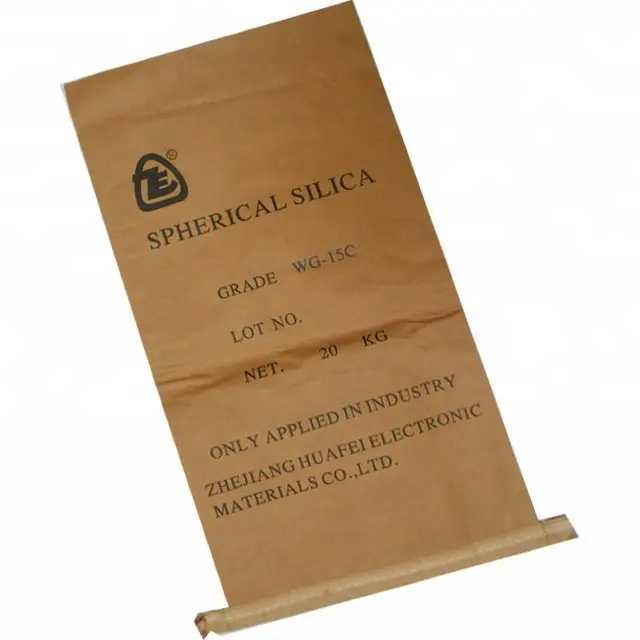 ZE ®
SPHERICAL SILICA
GRADE WG-15C
LOT NO.
NET. 20 KG
ONLY APPLIED IN INDUSTRY
ZHEJIANG HUAFEI ELECTRONIC
MATERIALS CO.,LTD.